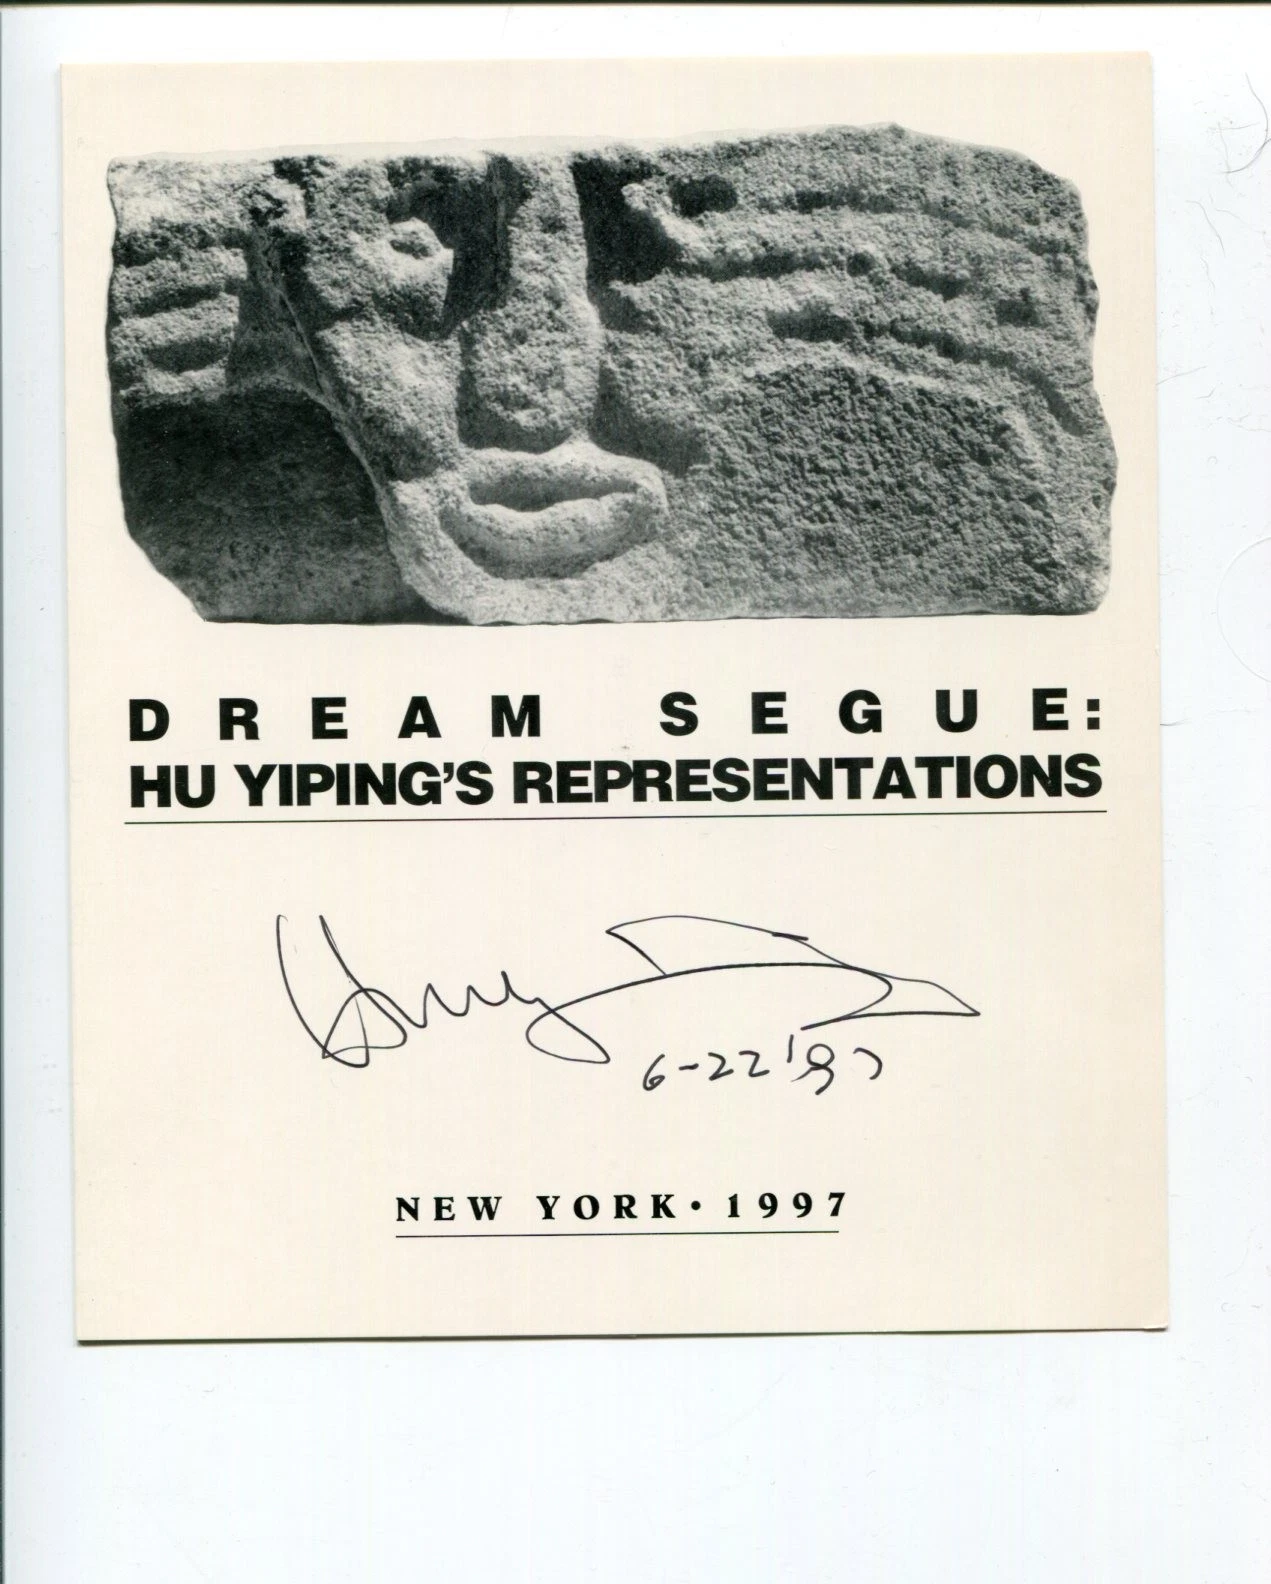 DREAM SEGUE:
HU YIPING'S REPRESENTATIONS
6-22 '97
NEW YORK • 1997